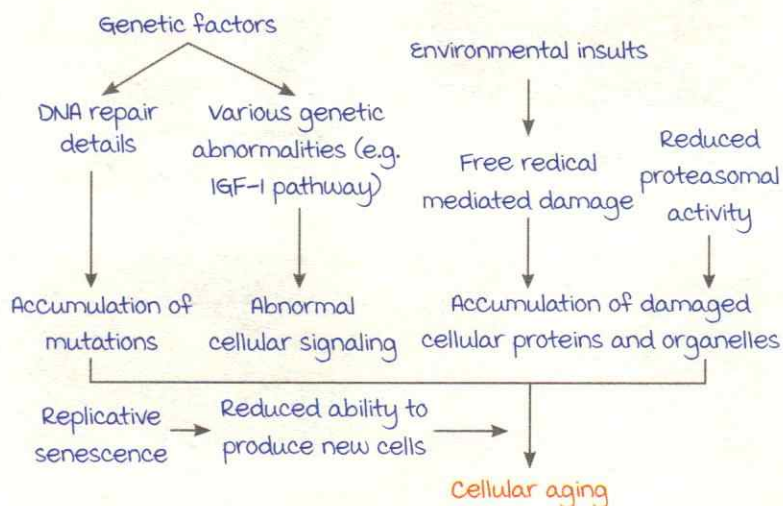 Genetic factors
Environmental insults
DNA repair
details
Various genetic
abnormalities (e.g.
IGF-I pathway)
Free redical
mediated damage
Reduced
proteasomal
activity
Accumulation of
mutations
Abnormal
cellular signaling
Accumulation of damaged
cellular proteins and organelles
Replicative
senescence
Reduced ability to
produce new cells
Cellular aging